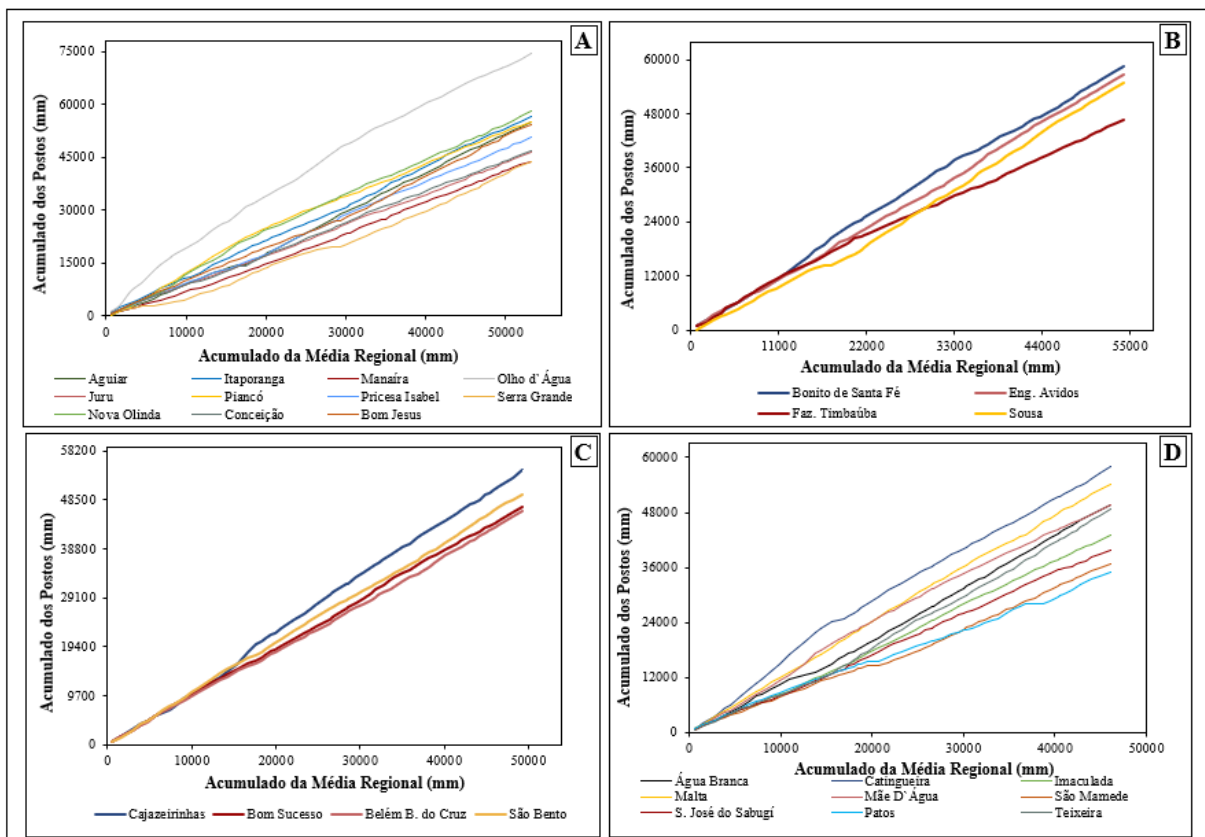 A
75000
60000
45000
30000
15000
0
Acumulado dos Postos (mm)
0 10000 20000 30000 40000 50000
Acumulado da Média Regional (mm)
Aguiar Itaporanga Manaíra Olho d`Água
Juru Piancó Pricesa Isabel Serra Grande
Nova Olinda Conceição Bom Jesus
B
60000
48000
36000
24000
12000
0
Acumulado dos Postos (mm)
0 11000 22000 33000 44000 55000
Acumulado da Média Regional (mm)
Bonito de Santa Fé Eng. Avidos
Faz. Timbaúba Sousa
C
58200
48500
38800
29100
19400
9700
0
Acumulado dos Postos (mm)
0 10000 20000 30000 40000 50000
Acumulado da Média Regional (mm)
Cajazeirinhas Bom Sucesso Belém B. do Cruz São Bento
D
60000
48000
36000
24000
12000
0
Acumulado dos Postos (mm)
0 10000 20000 30000 40000 50000
Acumulado da Média Regional (mm)
Água Branca Catingueira Imaculada
Malta Mãe D`Água São Mamede
S. José do Sabugí Patos Teixeira